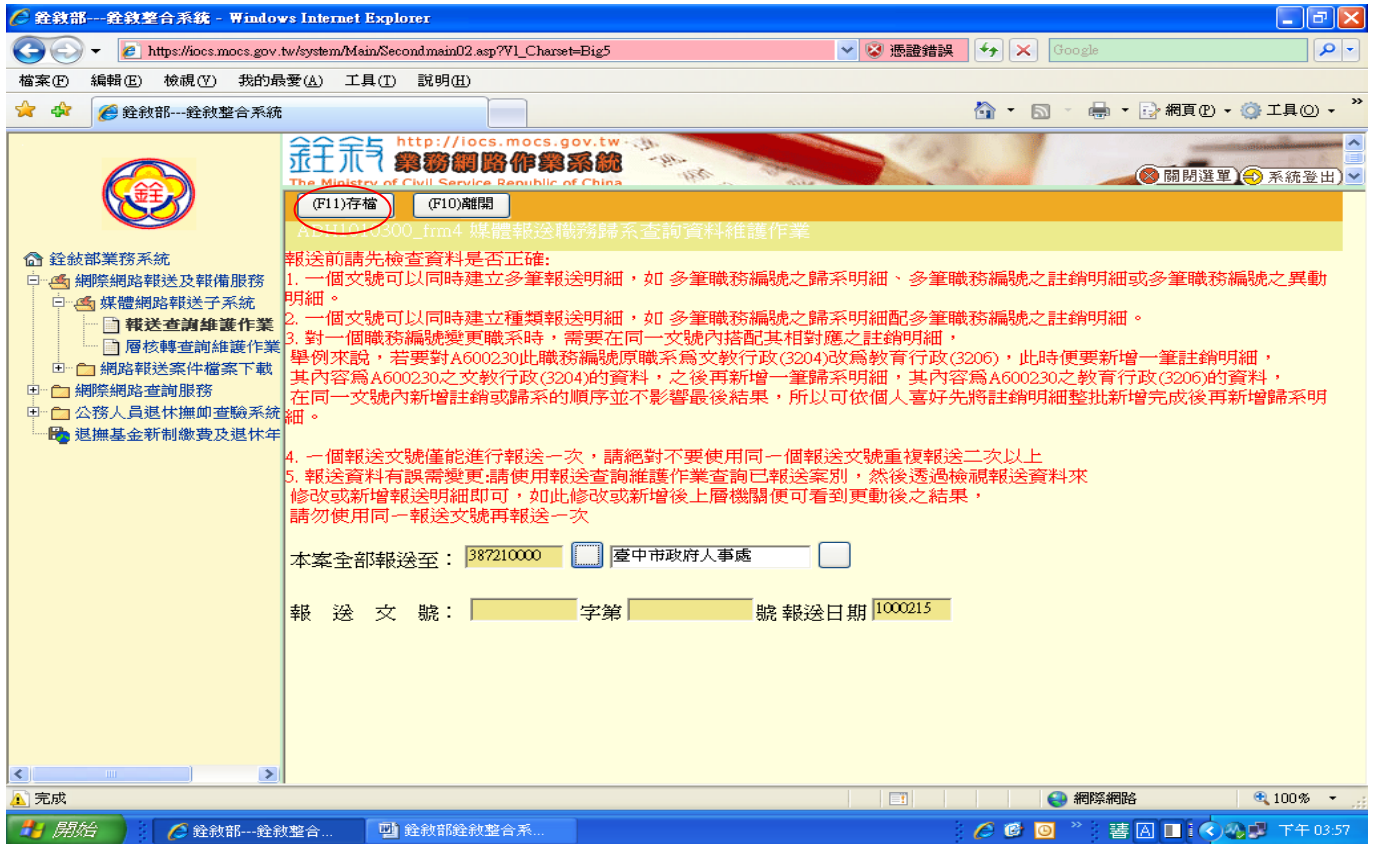 銓敘部---銓敘整合系統 - Windows Internet Explorer
https://iocs.mocs.gov.tw/system/Main/Secondmain02.asp?V1_Charset=Big5
憑證錯誤
Google
檔案(F) 編輯(E) 檢視(V) 我的最愛(A) 工具(T) 說明(H)
銓敘部---銓敘整合系統
網頁(P) 工具(O)
銓
銓敘部業務系統
網際網路報送及報備服務
媒體網路報送子系統
報送查詢維護作業
層核轉查詢維護作業
網路報送案件檔案下載
網際網路查詢服務
公務人員退休撫卹查驗系統
退撫基金新制繳費及退休年
http://iocs.mocs.gov.tw
業務網路作業系統
The Ministry of Civil Service Republic of China
關閉選單 系統登出
(F11)存檔 (F10)離開
_frm4 媒體報送職務歸系查詢資料維護作業
報送前請先檢查資料是否正確:
1. 一個文號可以同時建立多筆報送明細，如 多筆職務編號之歸系明細、多筆職務編號之註銷明細或多筆職務編號之異動
明細。
2. 一個文號可以同時建立種類報送明細，如 多筆職務編號之歸系明細配多筆職務編號之註銷明細。
3. 對一個職務編號變更職系時，需要在同一文號內搭配其相對應之註銷明細，
舉例來說，若要對A600230此職務編號原職系為文教行政(3204)改為教育行政(3206)，此時便要新增一筆註銷明細，
其內容為A600230之文教行政(3204)的資料，之後再新增一筆歸系明細，其內容為A600230之教育行政(3206)的資料，
在同一文號內新增註銷或歸系的順序並不影響最後結果，所以可依個人喜好先將註銷明細整批新增完成後再新增歸系明
細。
4. 一個報送文號僅能進行報送一次，請絕對不要使用同一個報送文號重複報送二次以上
5. 報送資料有誤需變更:請使用報送查詢維護作業查詢已報送案別，然後透過檢視報送資料來
修改或新增報送明細即可，如此修改或新增後上層機關便可看到更動後之結果，
請勿使用同一報送文號再報送一次
本案全部報送至： 387210000 臺中市政府人事處
報 送 文 號： 字第 號 報送日期 1000215
完成
網際網路
100%
開始
銓敘部---銓敘整合...
銓敘部銓敘整合系...
下午 03:57